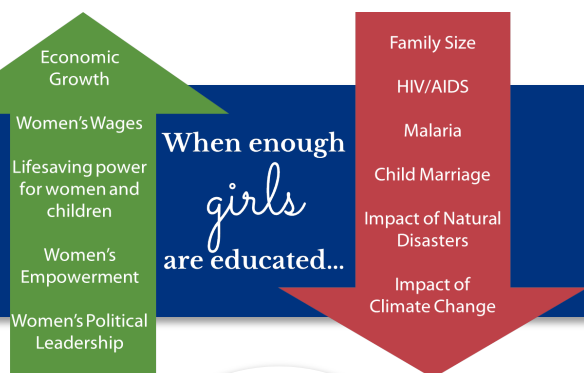 Economic
Growth
Women's Wages
Lifesaving power
for women and
children
Women's
Empowerment
Women's Political
Leadership
When enough
girls
are educated...
Family Size
HIV/AIDS
Malaria
Child Marriage
Impact of Natural
Disasters
Impact of
Climate Change